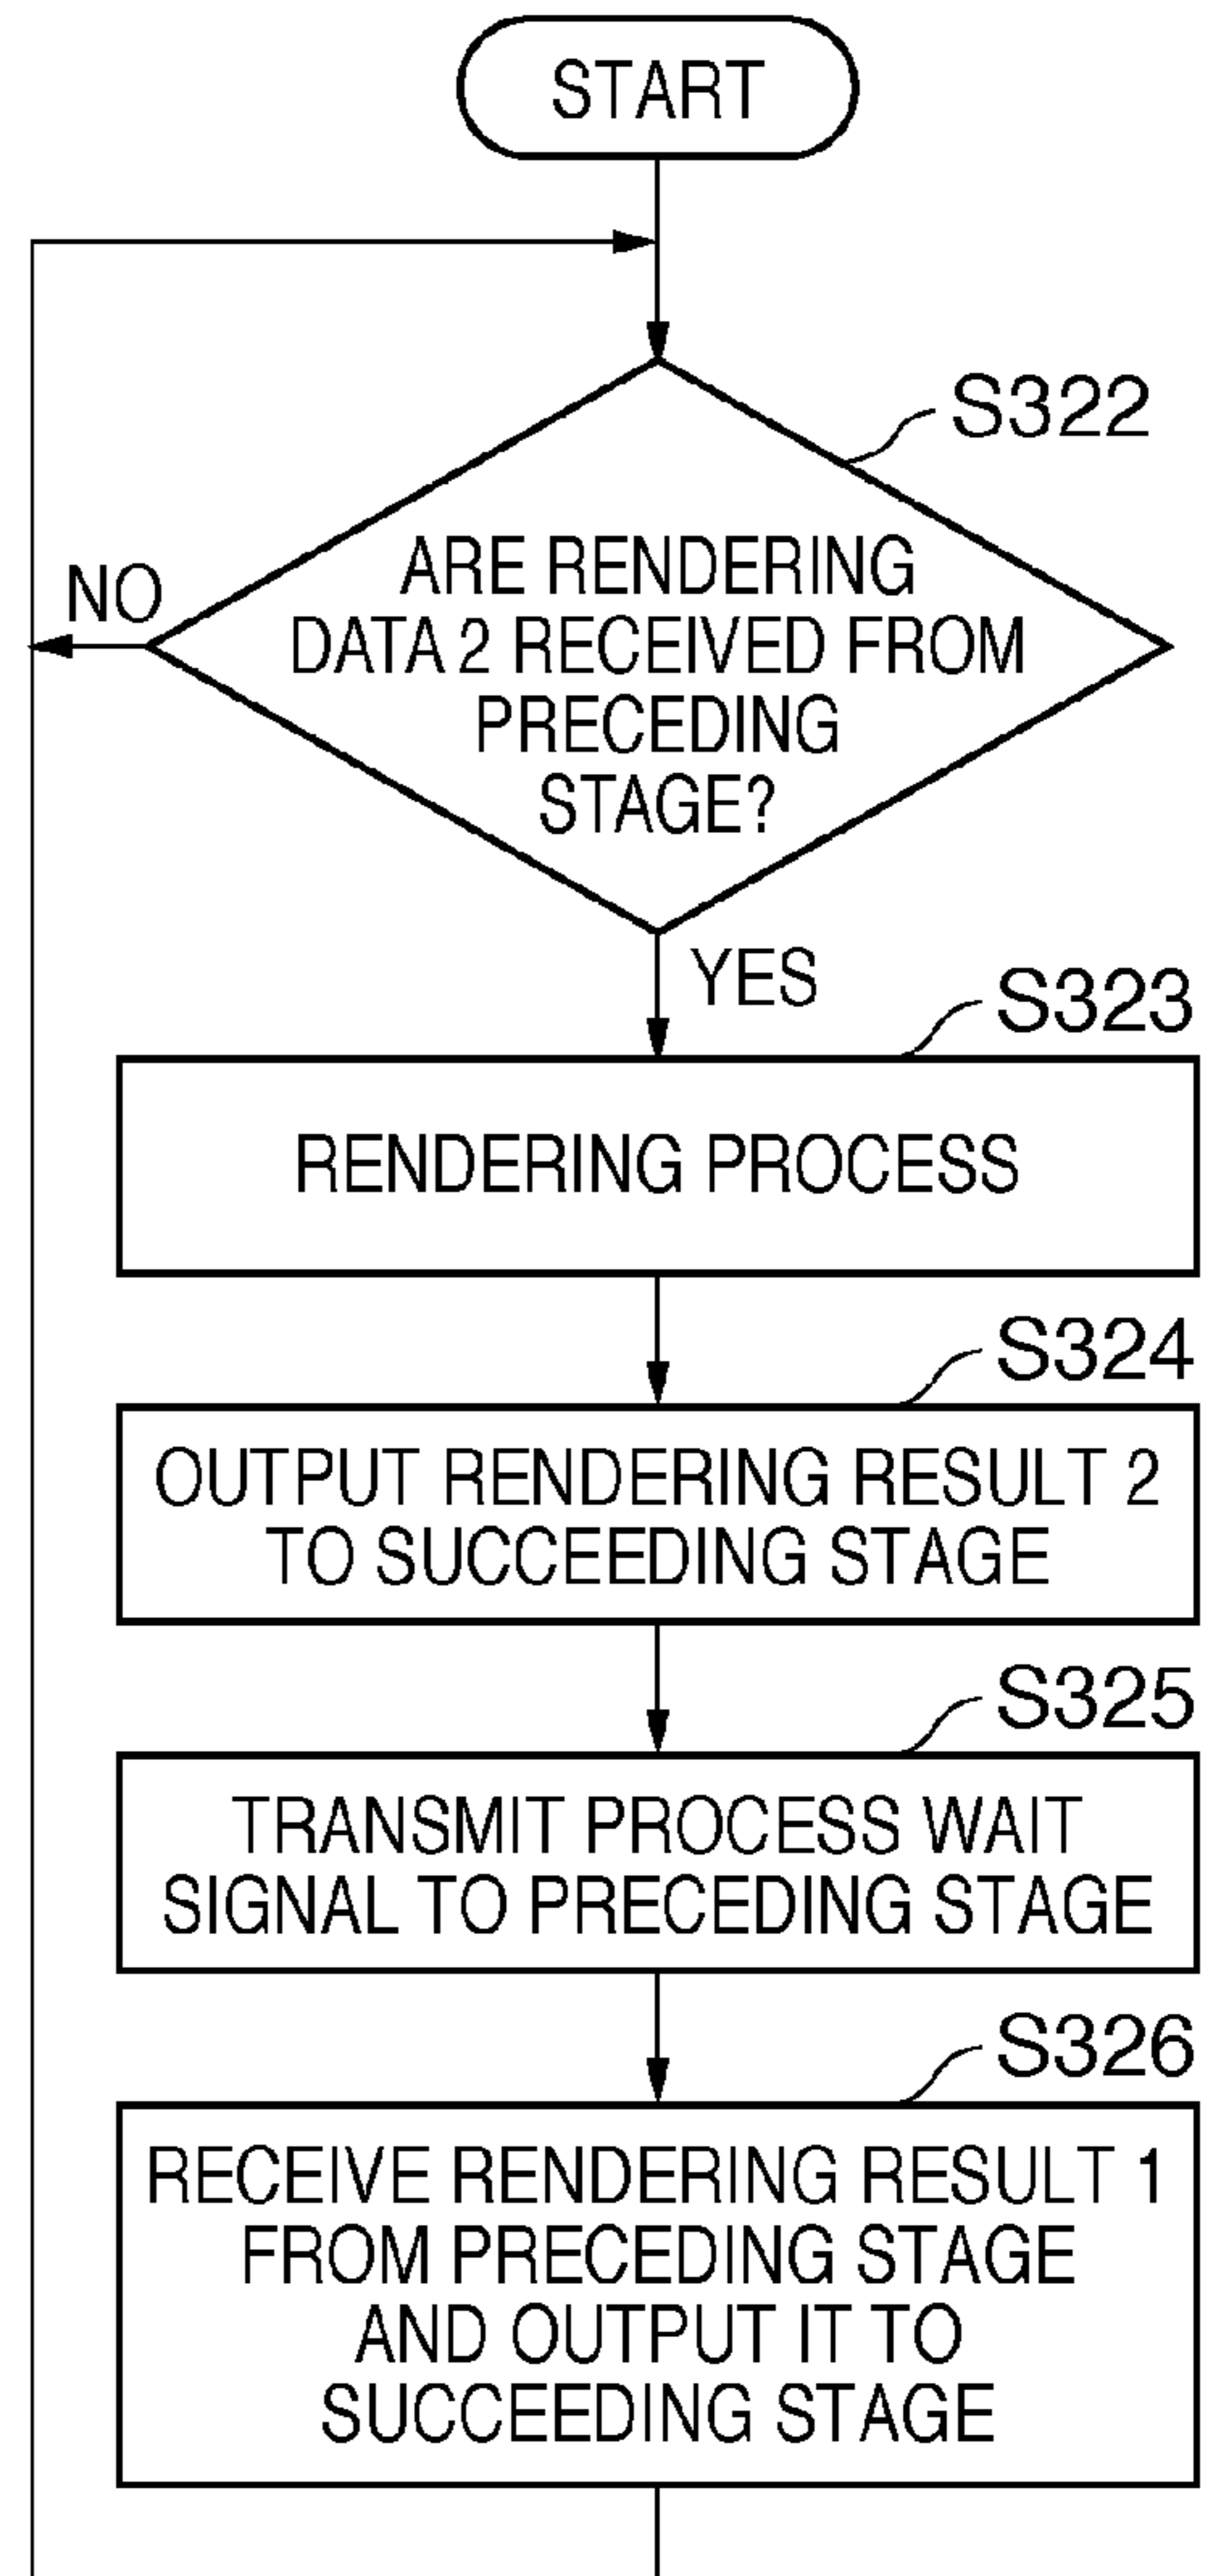 START
S322
NO
ARE RENDERING
DATA 2 RECEIVED FROM
PRECEDING
STAGE?
YES
S323
RENDERING PROCESS
S324
OUTPUT RENDERING RESULT 2
TO SUCCEEDING STAGE
S325
TRANSMIT PROCESS WAIT
SIGNAL TO PRECEDING STAGE
S326
RECEIVE RENDERING RESULT 1
FROM PRECEDING STAGE
AND OUTPUT IT TO
SUCCEEDING STAGE